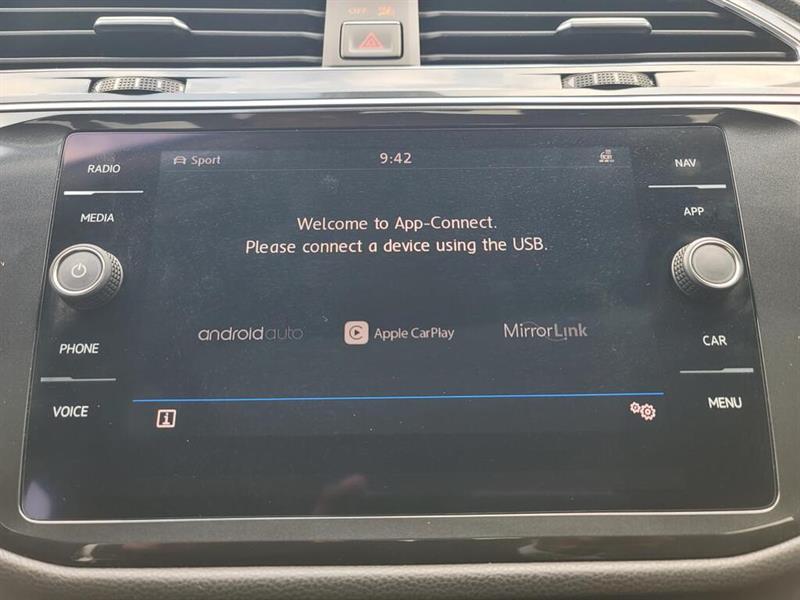 OFF
RADIO
MEDIA
PHONE
VOICE
Sport
9:42
Welcome to App-Connect.
Please connect a device using the USB.
androidauto
Apple CarPlay
MirrorLink
i
NAV
APP
CAR
MENU